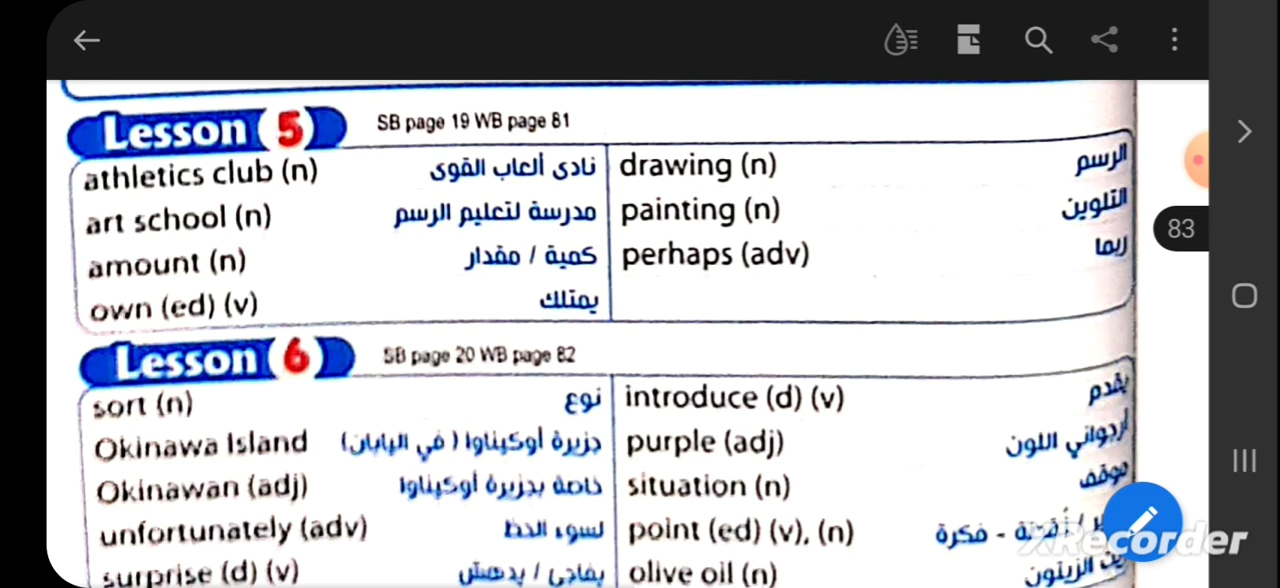 Lesson (5) SB page 19 WB page 81
athletics club (n) نادى ألعاب القوى
art school (n) مدرسة لتعليم الرسم
amount (n) كمية / مقدار
own (ed) (v) يمتلك
drawing (n) الرسم
painting (n) التلوين
perhaps (adv) ربما
83
Lesson (6) SB page 20 WB page 82
sort (n) نوع
Okinawa Island جزيرة أوكيناوا (في اليابان)
Okinawan (adj) خاصة بجزيرة أوكيناوا
unfortunately (adv) لسوء الحظ
surprise (d) (v) يفاجئ / يدهش
introduce (d) (v) يقدم
purple (adj) أرجواني اللون
situation (n) موقف
point (ed) (v), (n) نقطة - فكرة
olive oil (n) زيت الزيتون
XRecorder